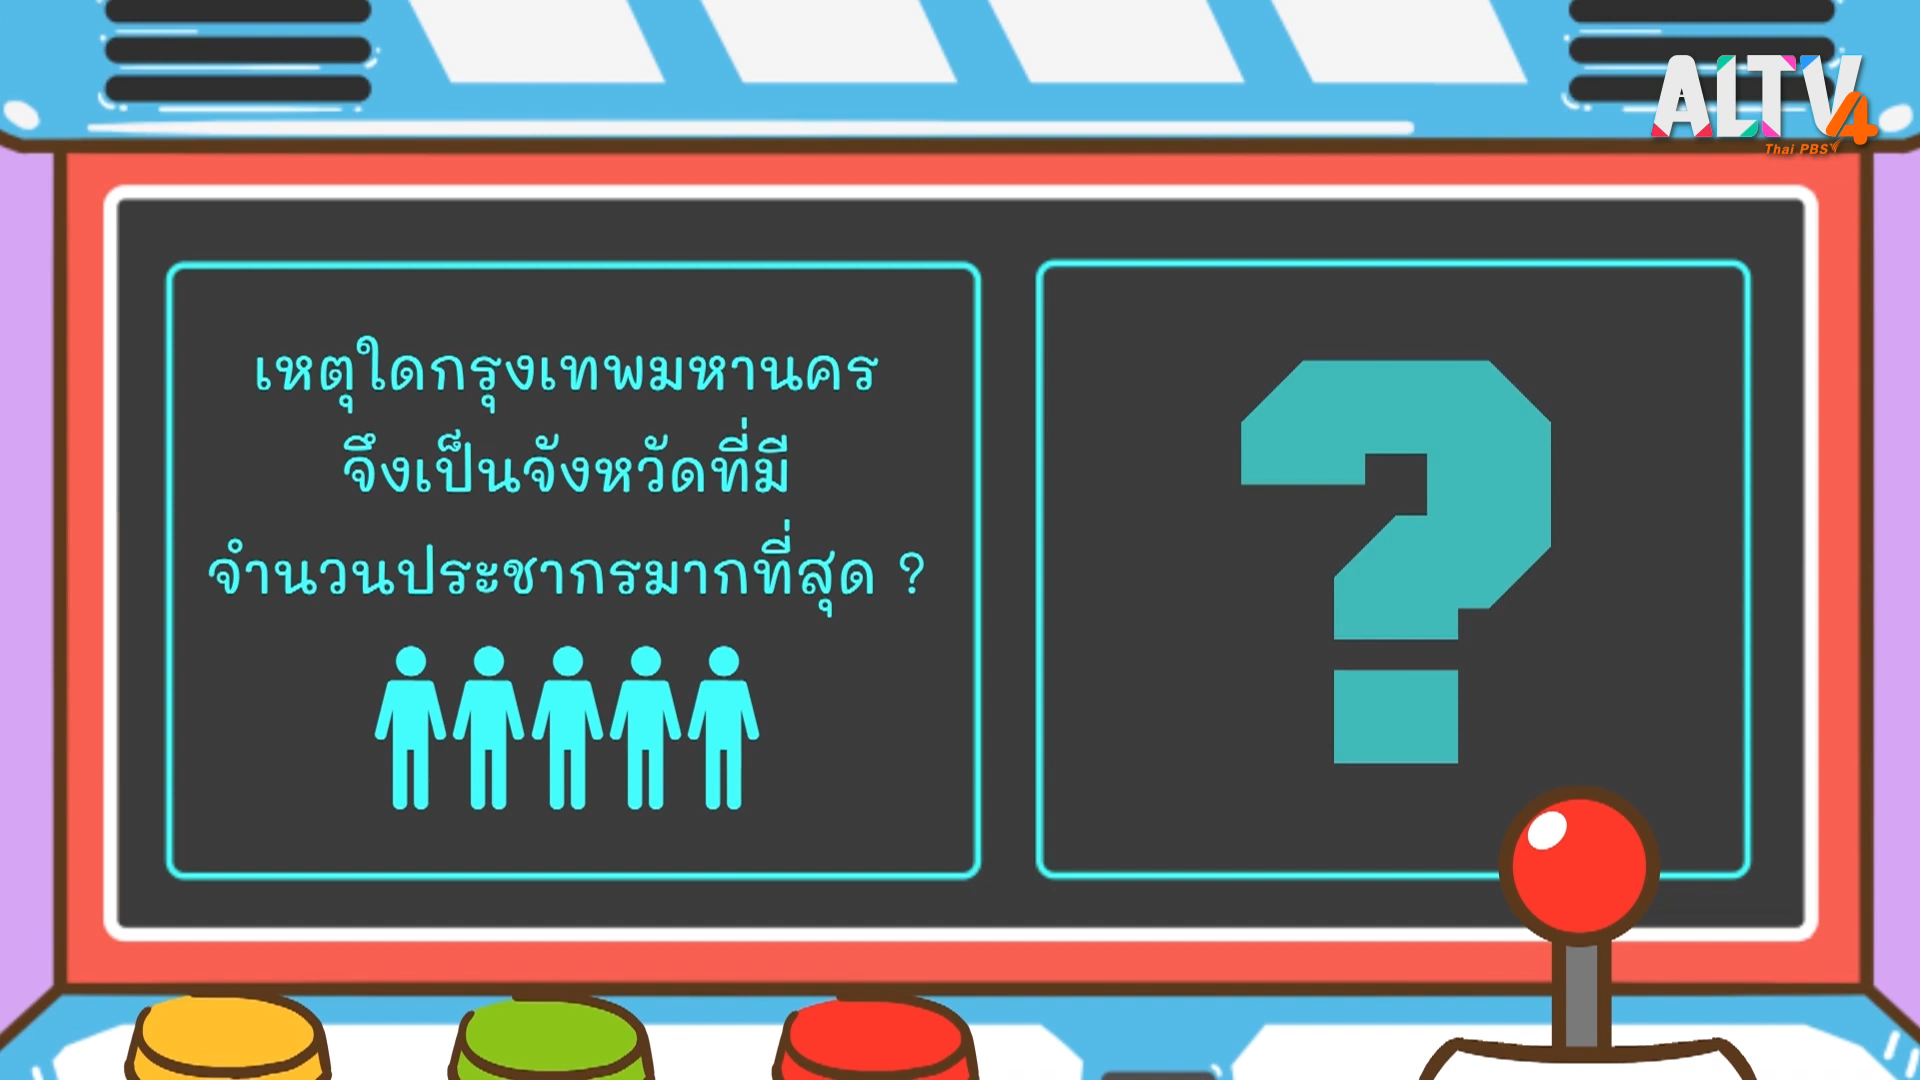 ALTV4
Thai PBS
เหตุใดกรุงเทพมหานคร
จึงเป็นจังหวัดที่มี
จำนวนประชากรมากที่สุด ?
?